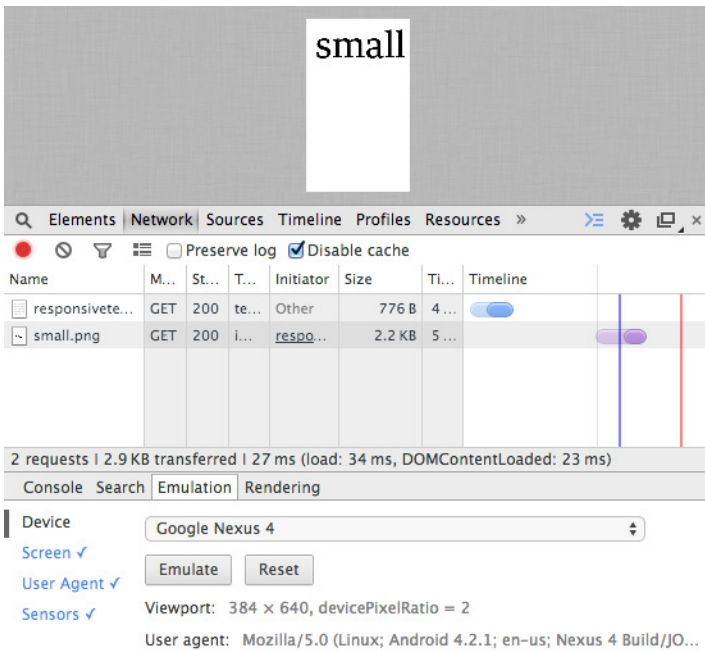 small
Elements Network Sources Timeline Profiles Resources »
Preserve log Disable cache
Name M... St... T... Initiator Size Ti... Timeline
responsivete... GET 200 te... Other 776 B 4...
small.png GET 200 i... respo... 2.2 KB 5...
2 requests | 2.9 KB transferred | 27 ms (load: 34 ms, DOMContentLoaded: 23 ms)
Console Search Emulation Rendering
Device Google Nexus 4
Screen ✓
Emulate Reset
User Agent ✓
Sensors ✓
Viewport: 384 × 640, devicePixelRatio = 2
User agent: Mozilla/5.0 (Linux; Android 4.2.1; en-us; Nexus 4 Build/JO...